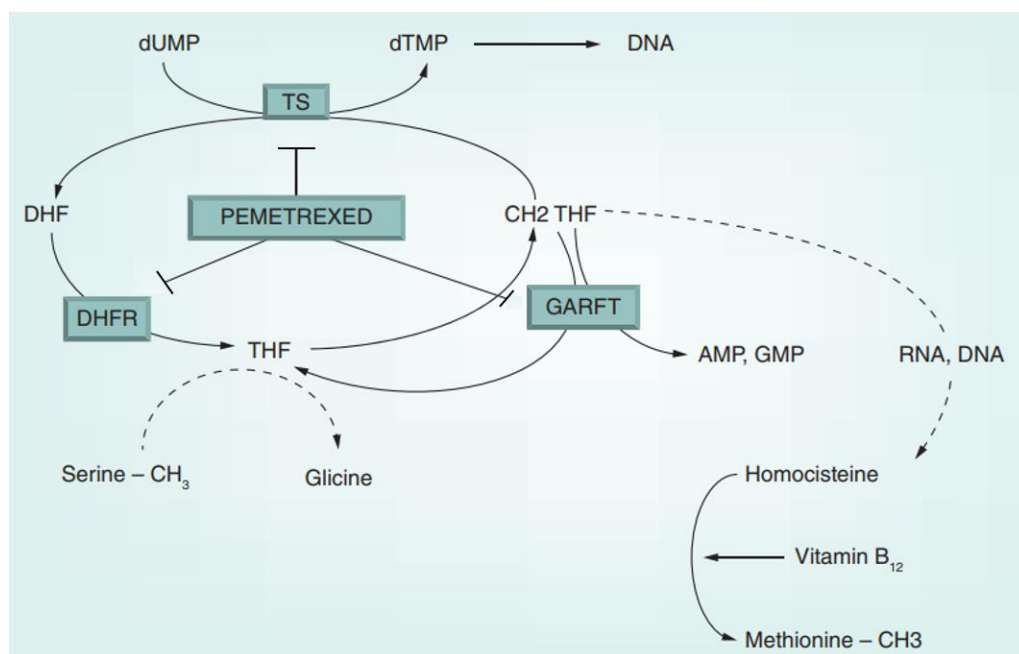 dUMP
dTMP
DNA
TS
DHF
PEMETREXED
CH2 THF
DHFR
GARFT
THF
AMP, GMP
RNA, DNA
Serine – CH₃
Glicine
Homocisteine
Vitamin B₁₂
Methionine – CH3